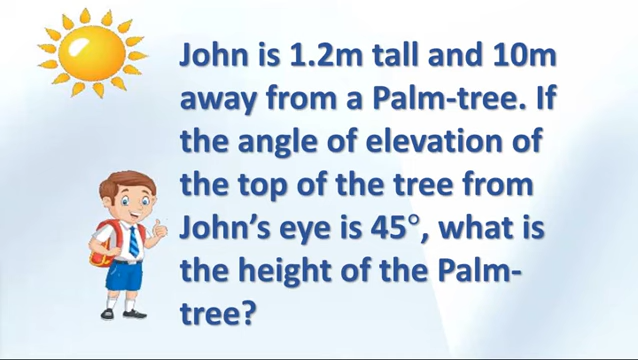 John is 1.2m tall and 10m
away from a Palm-tree. If
the angle of elevation of
the top of the tree from
John’s eye is 45°, what is
the height of the Palm-
tree?